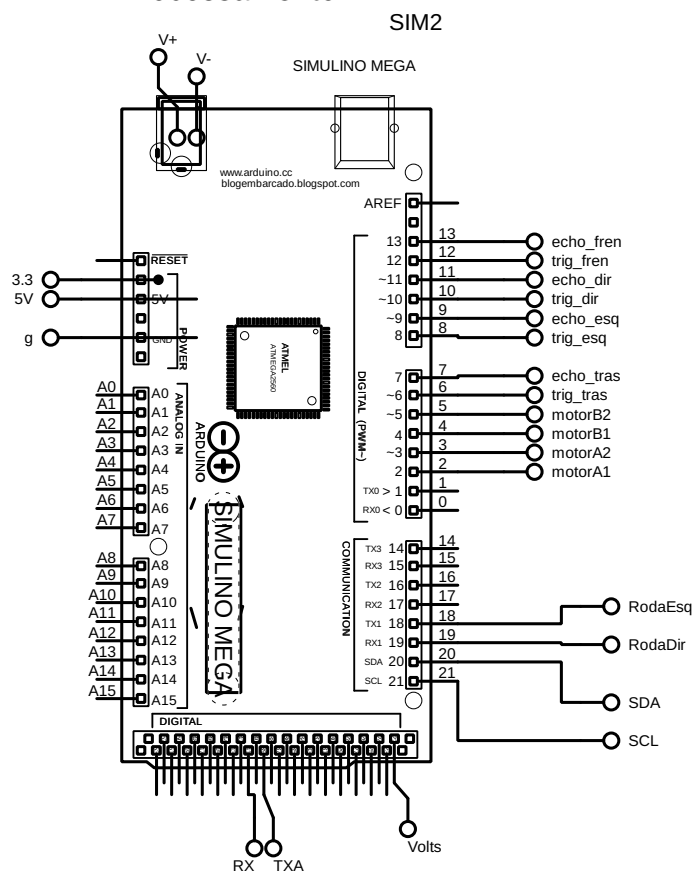 SIM2
SIMULINO MEGA
V+
V-
www.arduino.cc
blogembarcado.blogspot.com
AREF
13 13 echo_fren
12 12 trig_fren
~11 11 echo_dir
~10 10 trig_dir
~9 9 echo_esq
8 8 trig_esq
7 7 echo_tras
~6 6 trig_tras
~5 5 motorB2
4 4 motorB1
~3 3 motorA2
2 2 motorA1
TX0 > 1 1
RX0 < 0 0
DIGITAL (PWM~)
TX3 14 14
RX3 15 15
TX2 16 16
RX2 17 17
TX1 18 18 RodaEsq
RX1 19 19 RodaDir
SDA 20 20 SDA
SCL 21 21 SCL
COMMUNICATION
RESET
3.3
5V 5V
g GND
POWER
ATMEL
ATMEGA2560
A0 A0
A1 A1
A2 A2
A3 A3
A4 A4
A5 A5
A6 A6
A7 A7
ANALOG IN
A8 A8
A9 A9
A10 A10
A11 A11
A12 A12
A13 A13
A14 A14
A15 A15
ARDUINO
SIMULINO MEGA
DIGITAL
RX
TXA
Volts